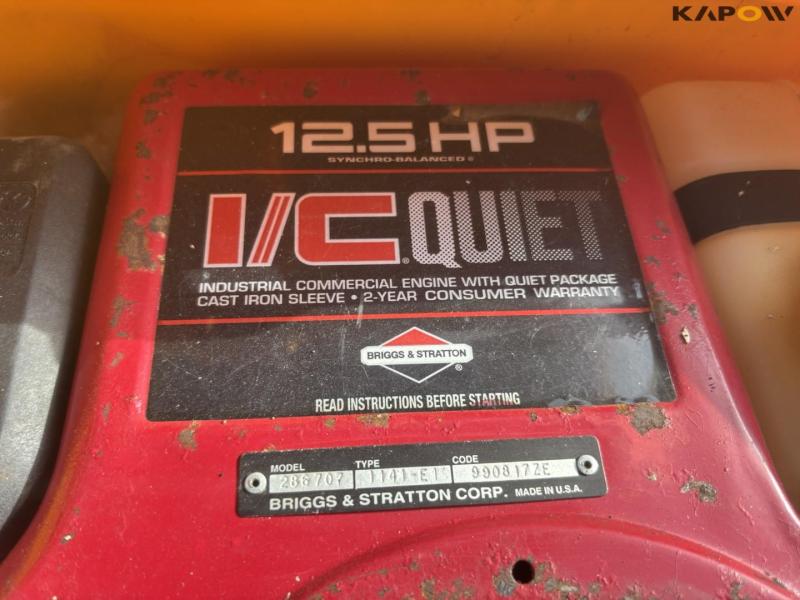 KAPOW
12.5 HP
SYNCHRO-BALANCED ®
I/C® QUIET
INDUSTRIAL COMMERCIAL ENGINE WITH QUIET PACKAGE
CAST IRON SLEEVE • 2-YEAR CONSUMER WARRANTY
BRIGGS & STRATTON
®
READ INSTRUCTIONS BEFORE STARTING
MODEL TYPE CODE
286707 1141-E1 990817ZE
BRIGGS & STRATTON CORP. MADE IN U.S.A.